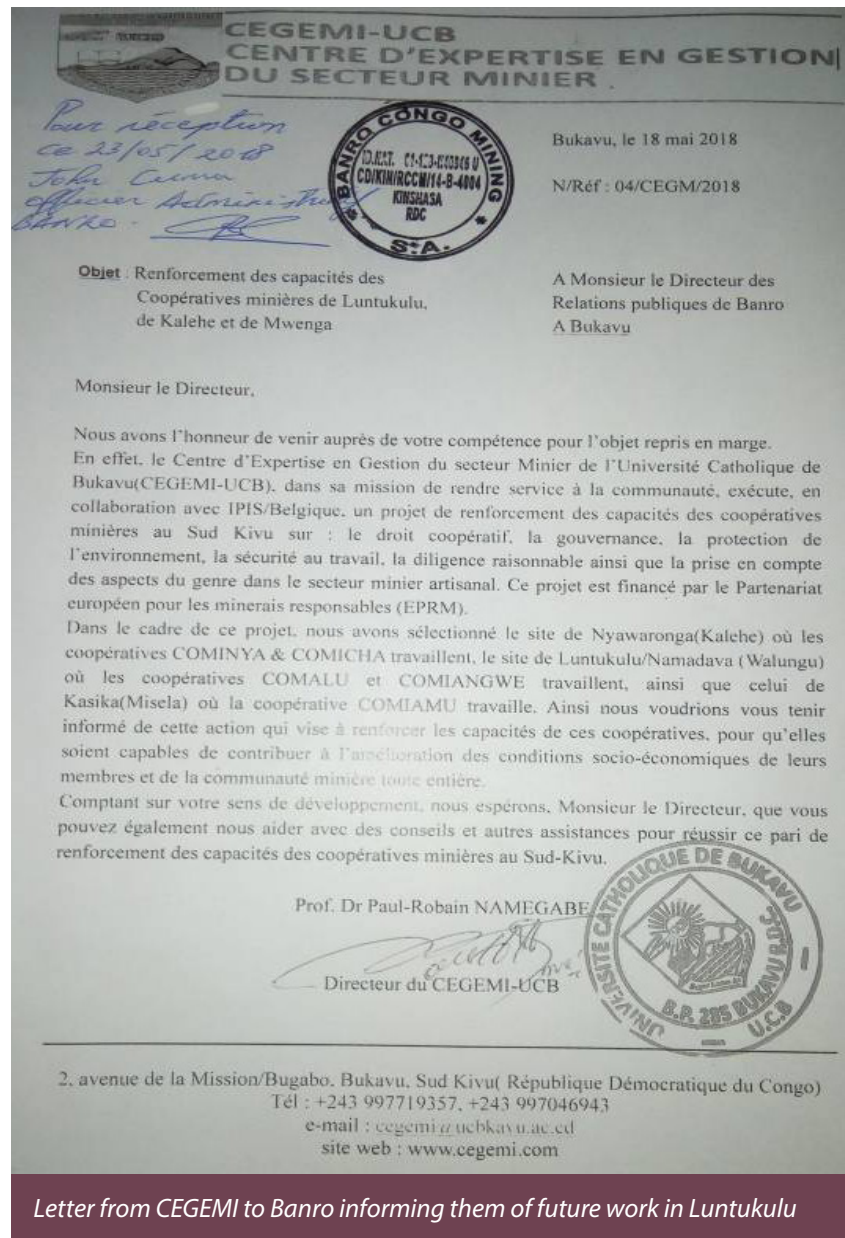 CEGEMI-UCB
CENTRE D'EXPERTISE EN GESTION
DU SECTEUR MINIER .
Pour réception
ce 23/05/2018
John
Officier
BANRO -
BANRO CONGO MINING
ID.NAT.
CD/KIN/RCCM/14-B-4004
KINSHASA
RDC
S.A.
Bukavu, le 18 mai 2018
N/Réf : 04/CEGM/2018
Objet : Renforcement des capacités des
Coopératives minières de Luntukulu,
de Kalehe et de Mwenga
A Monsieur le Directeur des
Relations publiques de Banro
A Bukavu
Monsieur le Directeur,
Nous avons l'honneur de venir auprès de votre compétence pour l'objet repris en marge.
En effet, le Centre d'Expertise en Gestion du secteur Minier de l'Université Catholique de
Bukavu(CEGEMI-UCB), dans sa mission de rendre service à la communauté, exécute, en
collaboration avec IPIS/Belgique, un projet de renforcement des capacités des coopératives
minières au Sud Kivu sur : le droit coopératif, la gouvernance, la protection de
l'environnement, la sécurité au travail, la diligence raisonnable ainsi que la prise en compte
des aspects du genre dans le secteur minier artisanal. Ce projet est financé par le Partenariat
européen pour les minerais responsables (EPRM).
Dans le cadre de ce projet, nous avons sélectionné le site de Nyawaronga(Kalehe) où les
coopératives COMINYA & COMICHA travaillent, le site de Luntukulu/Namadava (Walungu)
où les coopératives COMALU et COMIANGWE travaillent, ainsi que celui de
Kasika(Misela) où la coopérative COMIAMU travaille. Ainsi nous voudrions vous tenir
informé de cette action qui vise à renforcer les capacités de ces coopératives, pour qu'elles
soient capables de contribuer à l'amélioration des conditions socio-économiques de leurs
membres et de la communauté minière toute entière.
Comptant sur votre sens de développement, nous espérons, Monsieur le Directeur, que vous
pouvez également nous aider avec des conseils et autres assistances pour réussir ce pari de
renforcement des capacités des coopératives minières au Sud-Kivu.
Prof. Dr Paul-Robain NAMEGABE
Directeur du CEGEMI-UCB
UNIVERSITE CATHOLIQUE DE BUKAVU
B.P. 285 BUKAVU
U.C.B
2, avenue de la Mission/Bugabo, Bukavu, Sud Kivu( République Démocratique du Congo)
Tél : +243 997719357, +243 997046943
e-mail : cegemi@ucbkavu.ac.cd
site web : www.cegemi.com
Letter from CEGEMI to Banro informing them of future work in Luntukulu